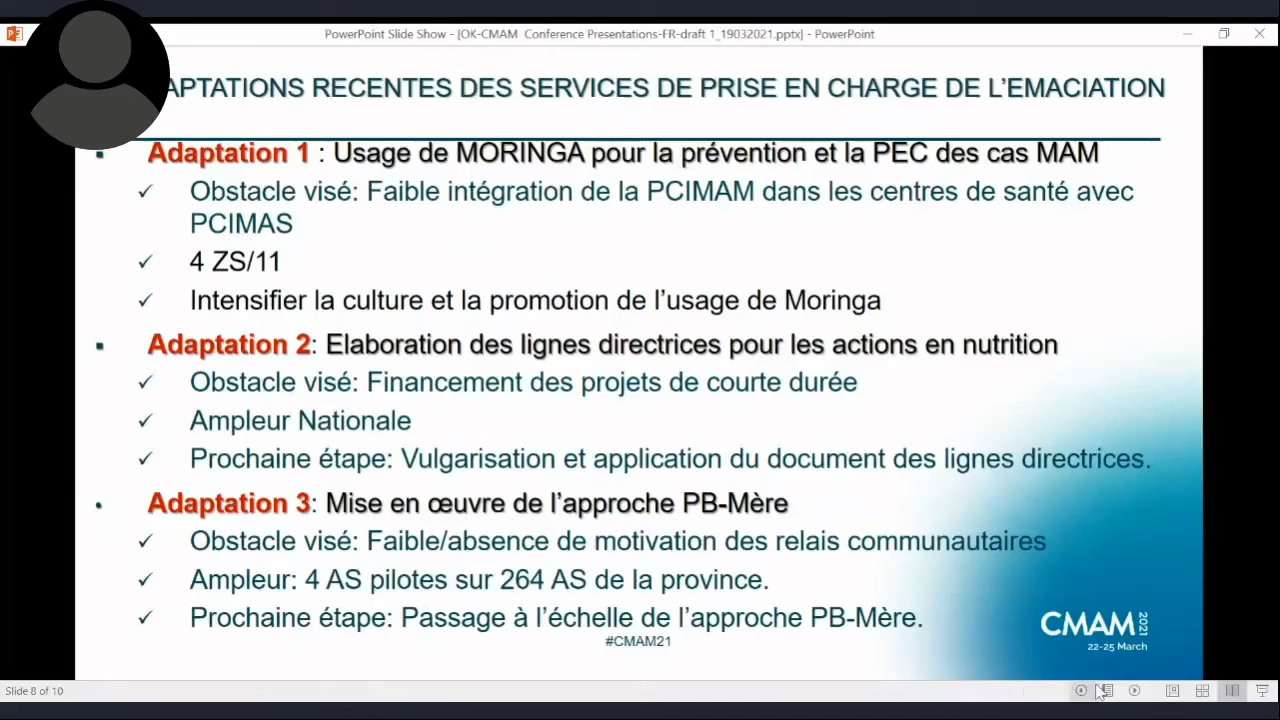 PowerPoint Slide Show - [OK-CMAM Conference Presentations-FR-draft 1_19032021.pptx] - PowerPoint
APTATIONS RECENTES DES SERVICES DE PRISE EN CHARGE DE L'EMACIATION
Adaptation 1 : Usage de MORINGA pour la prévention et la PEC des cas MAM
Obstacle visé: Faible intégration de la PCIMAM dans les centres de santé avec
PCIMAS
4 ZS/11
Intensifier la culture et la promotion de l'usage de Moringa
Adaptation 2: Elaboration des lignes directrices pour les actions en nutrition
Obstacle visé: Financement des projets de courte durée
Ampleur Nationale
Prochaine étape: Vulgarisation et application du document des lignes directrices.
Adaptation 3: Mise en œuvre de l'approche PB-Mère
Obstacle visé: Faible/absence de motivation des relais communautaires
Ampleur: 4 AS pilotes sur 264 AS de la province.
Prochaine étape: Passage à l'échelle de l'approche PB-Mère.
#CMAM21
CMAM 2021
22-25 March
Slide 8 of 10